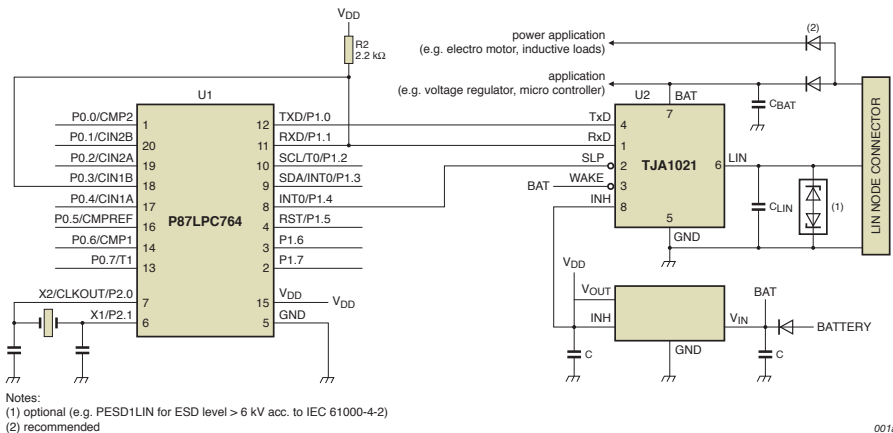 VDD
R2
2.2 kΩ
power application
(e.g. electro motor, inductive loads)
(2)
application
(e.g. voltage regulator, micro controller)
CBAT
U1
P87LPC764
P0.0/CMP2
1
P0.1/CIN2B
20
P0.2/CIN2A
19
P0.3/CIN1B
18
P0.4/CIN1A
17
P0.5/CMPREF
16
P0.6/CMP1
14
P0.7/T1
13
X2/CLKOUT/P2.0
7
X1/P2.1
6
12
TXD/P1.0
11
RXD/P1.1
10
SCL/T0/P1.2
9
SDA/INT0/P1.3
8
INT0/P1.4
4
RST/P1.5
3
P1.6
2
P1.7
15
VDD
VDD
5
GND
U2
BAT
7
TJA1021
TxD
4
RxD
1
SLP
2
BAT
WAKE
3
INH
8
6
LIN
5
GND
CLIN
(1)
LIN NODE CONNECTOR
VDD
VOUT
INH
VIN
GND
BAT
BATTERY
C
C
Notes:
(1) optional (e.g. PESD1LIN for ESD level > 6 kV acc. to IEC 61000-4-2)
(2) recommended